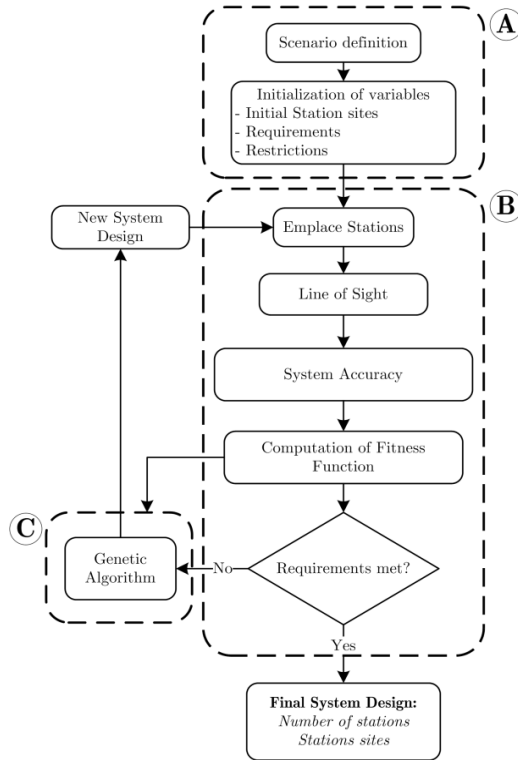 A
Scenario definition
Initialization of variables
- Initial Station sites
- Requirements
- Restrictions
B
New System
Design
Emplace Stations
Line of Sight
System Accuracy
Computation of Fitness
Function
C
Genetic
Algorithm
No
Requirements met?
Yes
Final System Design:
Number of stations
Stations sites